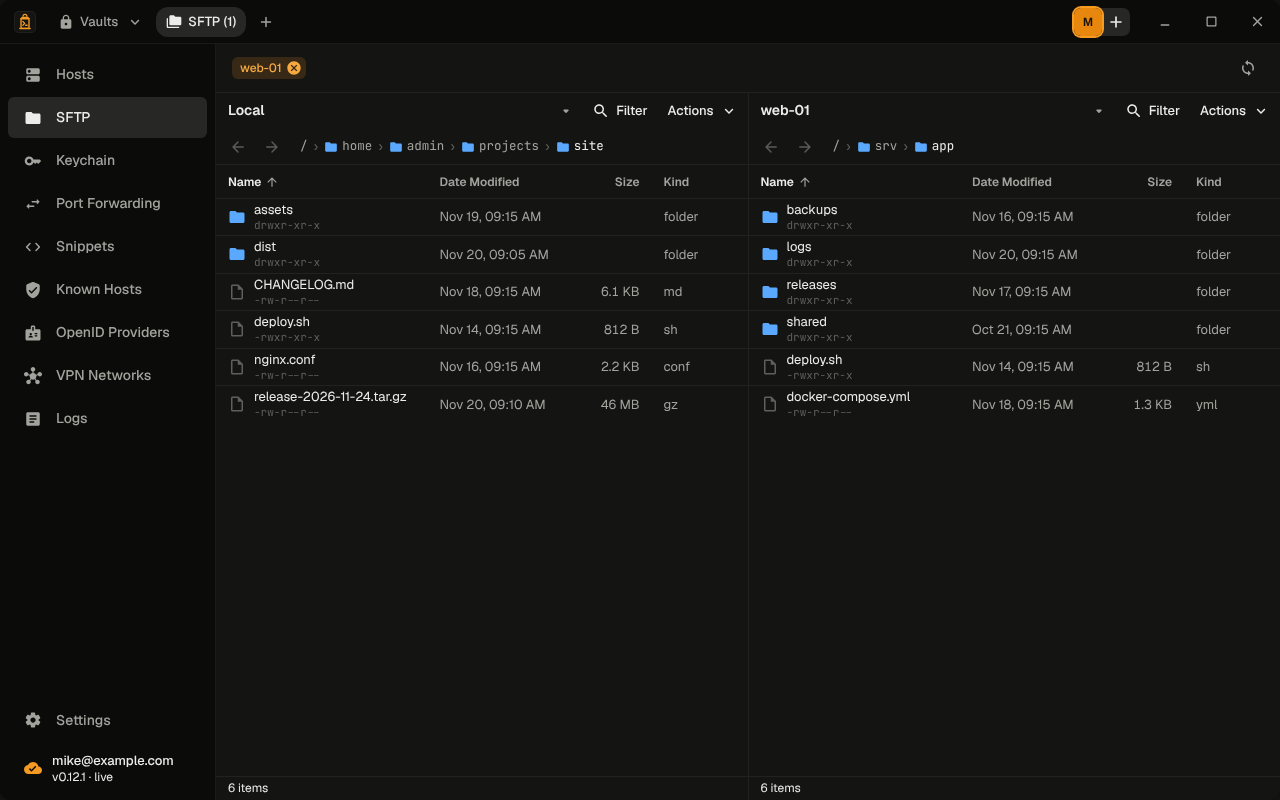 Vaults
SFTP (1)
M
Hosts
SFTP
Keychain
Port Forwarding
Snippets
Known Hosts
OpenID Providers
VPN Networks
Logs
Settings
mike@example.com
v0.12.1 · live
web-01
Local
Filter
Actions
/ › home › admin › projects › site
Name Date Modified Size Kind
assets
drwxr-xr-x
Nov 19, 09:15 AM folder
dist
drwxr-xr-x
Nov 20, 09:05 AM folder
CHANGELOG.md
-rw-r--r--
Nov 18, 09:15 AM 6.1 KB md
deploy.sh
-rwxr-xr-x
Nov 14, 09:15 AM 812 B sh
nginx.conf
-rw-r--r--
Nov 16, 09:15 AM 2.2 KB conf
release-2026-11-24.tar.gz
-rw-r--r--
Nov 20, 09:10 AM 46 MB gz
6 items
web-01
Filter
Actions
/ › srv › app
Name Date Modified Size Kind
backups
drwxr-xr-x
Nov 16, 09:15 AM folder
logs
drwxr-xr-x
Nov 20, 09:15 AM folder
releases
drwxr-xr-x
Nov 17, 09:15 AM folder
shared
drwxr-xr-x
Oct 21, 09:15 AM folder
deploy.sh
-rwxr-xr-x
Nov 14, 09:15 AM 812 B sh
docker-compose.yml
-rw-r--r--
Nov 18, 09:15 AM 1.3 KB yml
6 items